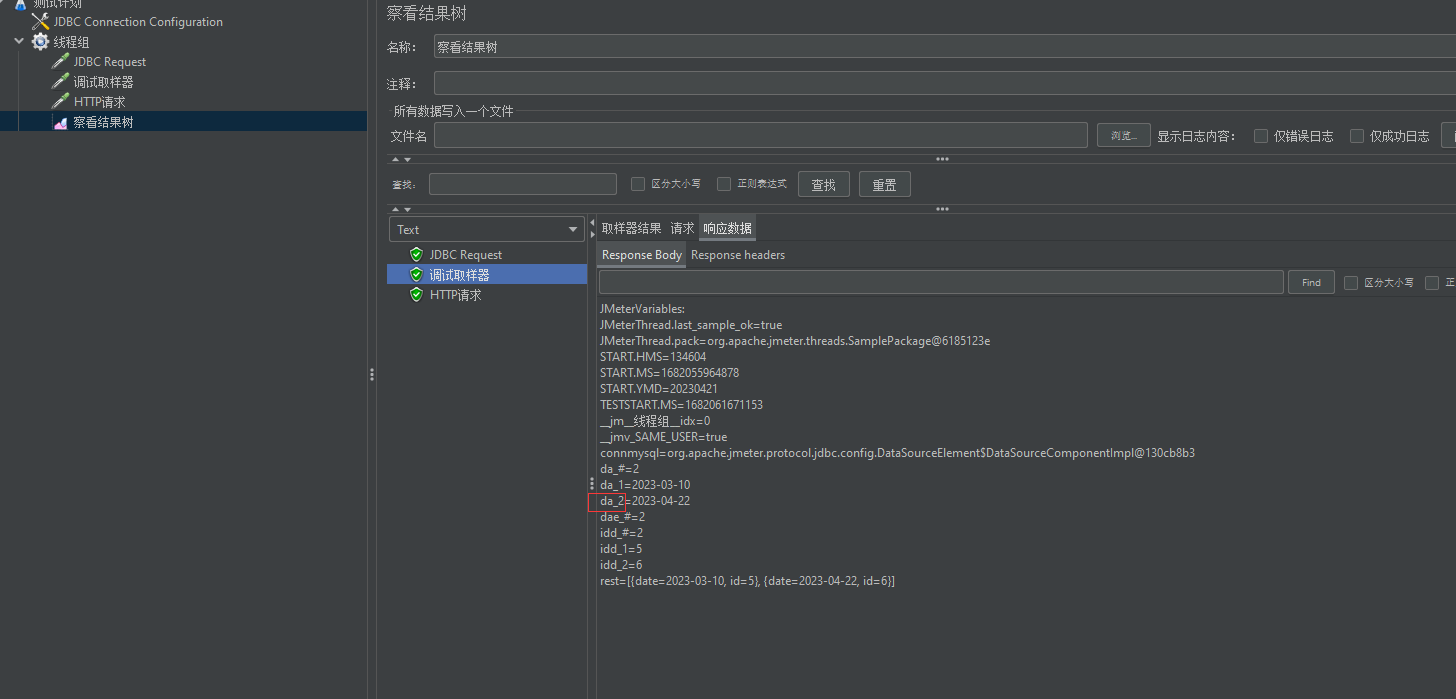 测试计划
JDBC Connection Configuration
线程组
JDBC Request
调试取样器
HTTP请求
察看结果树
察看结果树
名称： 察看结果树
注释：
所有数据写入一个文件
文件名 浏览... 显示日志内容： 仅错误日志 仅成功日志
查找： 区分大小写 正则表达式 查找 重置
Text
JDBC Request
调试取样器
HTTP请求
取样器结果 请求 响应数据
Response Body Response headers
Find 区分大小写 正
JMeterVariables:
JMeterThread.last_sample_ok=true
JMeterThread.pack=org.apache.jmeter.threads.SamplePackage@6185123e
START.HMS=134604
START.MS=1682055964878
START.YMD=20230421
TESTSTART.MS=1682061671153
__jm__线程组__idx=0
__jmv_SAME_USER=true
connmysql=org.apache.jmeter.protocol.jdbc.config.DataSourceElement$DataSourceComponentImpl@130cb8b3
da_#=2
da_1=2023-03-10
da_2=2023-04-22
dae_#=2
idd_#=2
idd_1=5
idd_2=6
rest=[{date=2023-03-10, id=5}, {date=2023-04-22, id=6}]